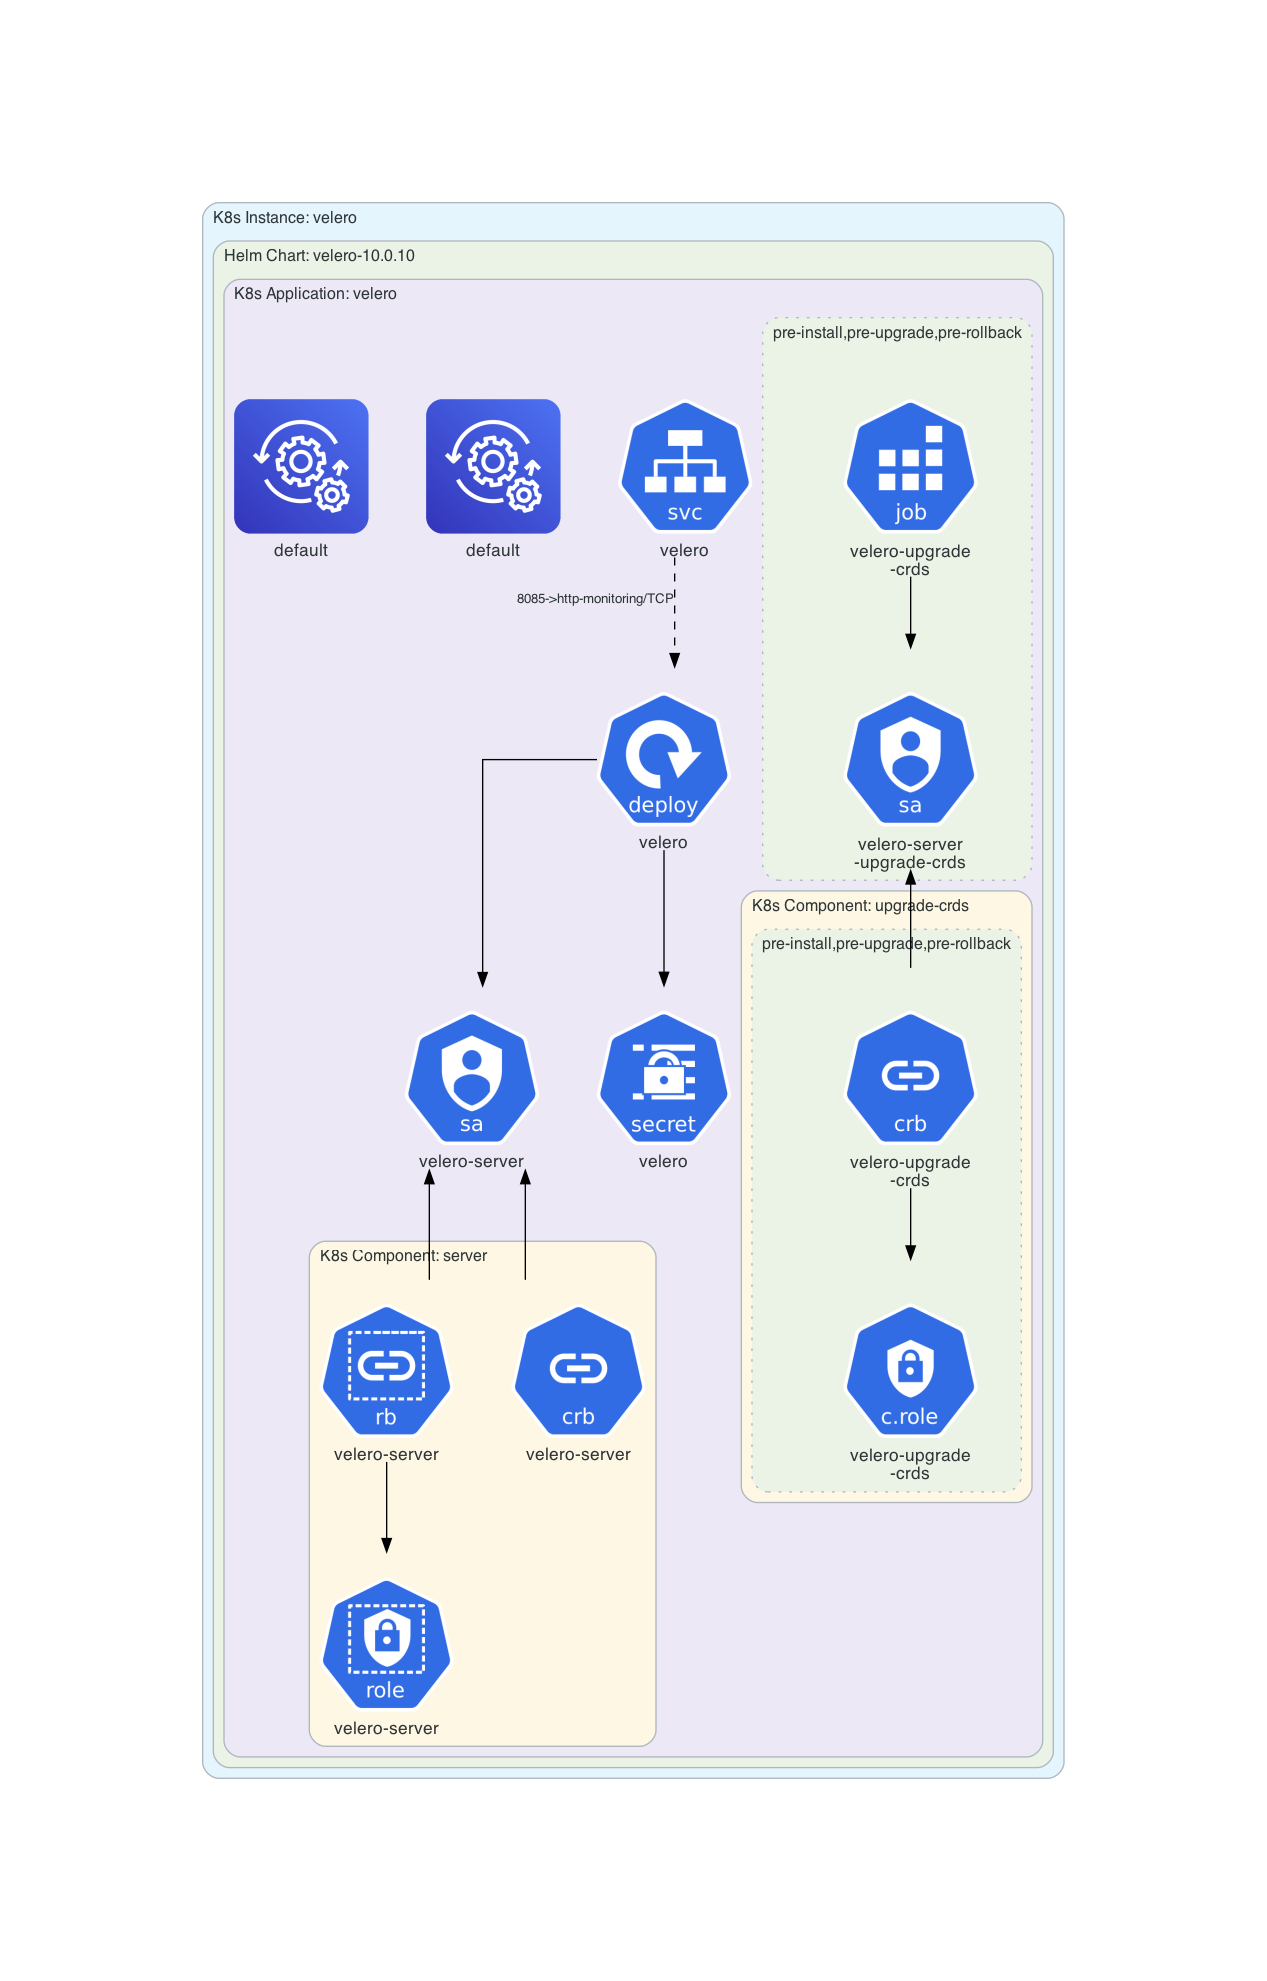 K8s Instance: velero
Helm Chart: velero-10.0.10
K8s Application: velero
pre-install,pre-upgrade,pre-rollback
svc
job
default
default
velero
velero-upgrade
-crds
8085->http-monitoring/TCP
deploy
sa
velero
velero-server
-upgrade-crds
K8s Component: upgrade-crds
pre-install,pre-upgrade,pre-rollback
sa
secret
crb
velero-server
velero
velero-upgrade
-crds
K8s Component: server
rb
crb
c.role
velero-server
velero-server
velero-upgrade
-crds
role
velero-server